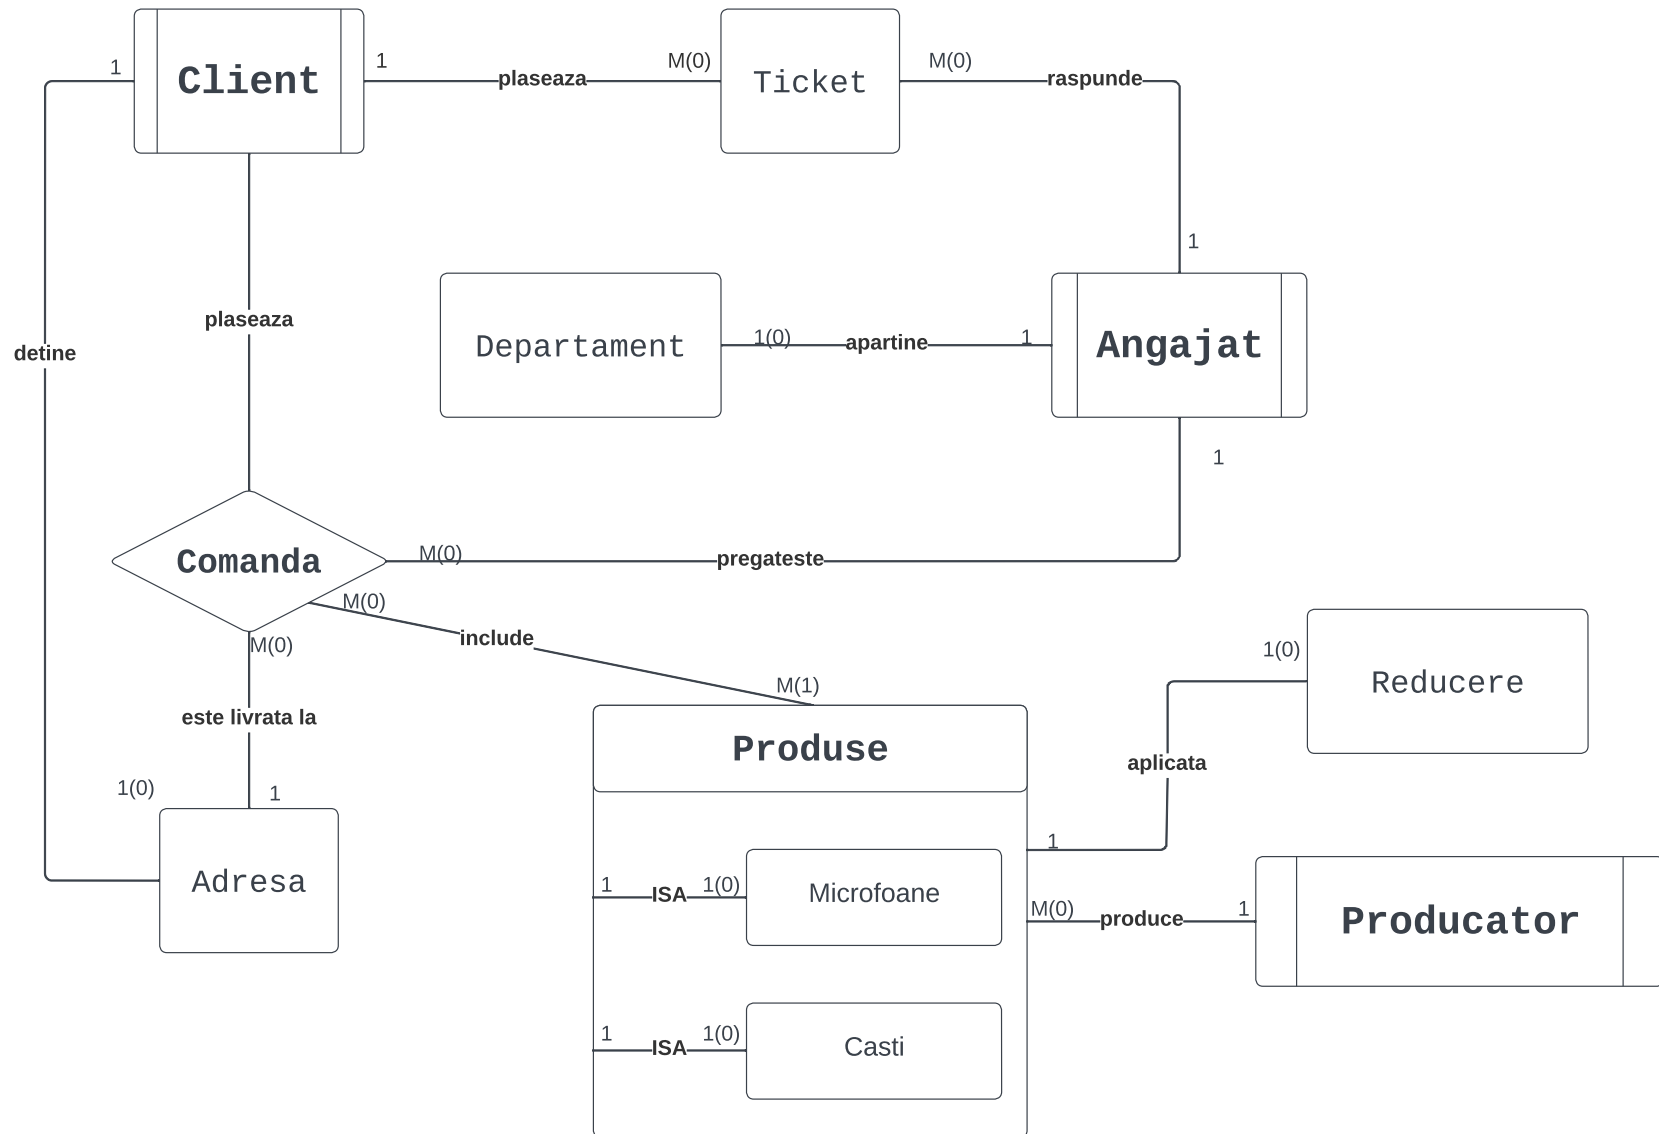 1
Client
1
plaseaza
M(0)
Ticket
M(0)
raspunde
1
plaseaza
detine
Departament
1(0)
apartine
1
Angajat
1
Comanda
M(0)
pregateste
M(0)
include
M(1)
M(0)
este livrata la
1(0)
1
Adresa
Produse
1
ISA
1(0)
Microfoane
1
ISA
1(0)
Casti
1(0)
Reducere
aplicata
1
M(0)
produce
1
Producator